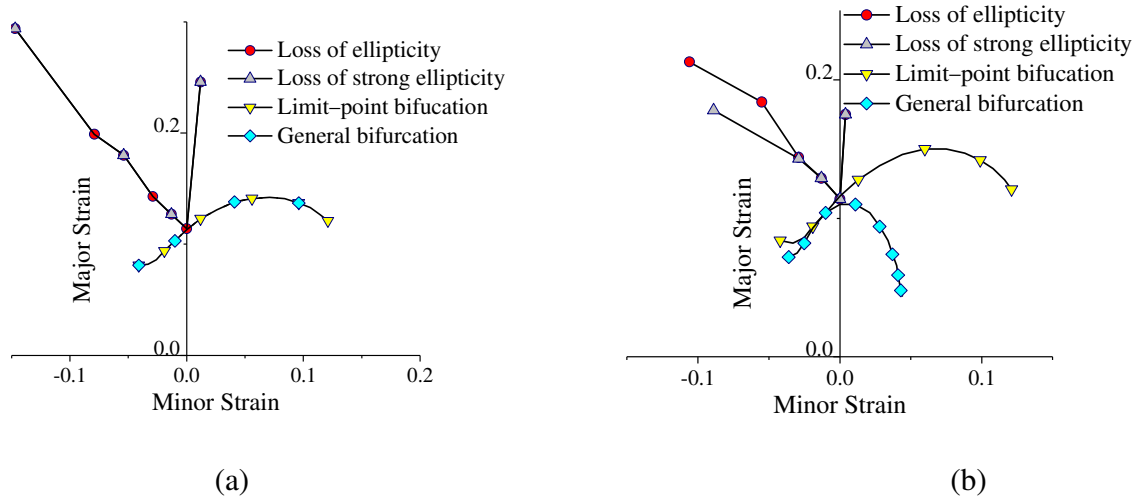 Loss of ellipticity
Loss of strong ellipticity
Limit–point bifucation
General bifurcation
0.2
0.0
Major Strain
-0.1
0.0
0.1
0.2
Minor Strain
(a)
Loss of ellipticity
Loss of strong ellipticity
Limit–point bifucation
General bifurcation
0.2
0.0
Major Strain
-0.1
0.0
0.1
Minor Strain
(b)